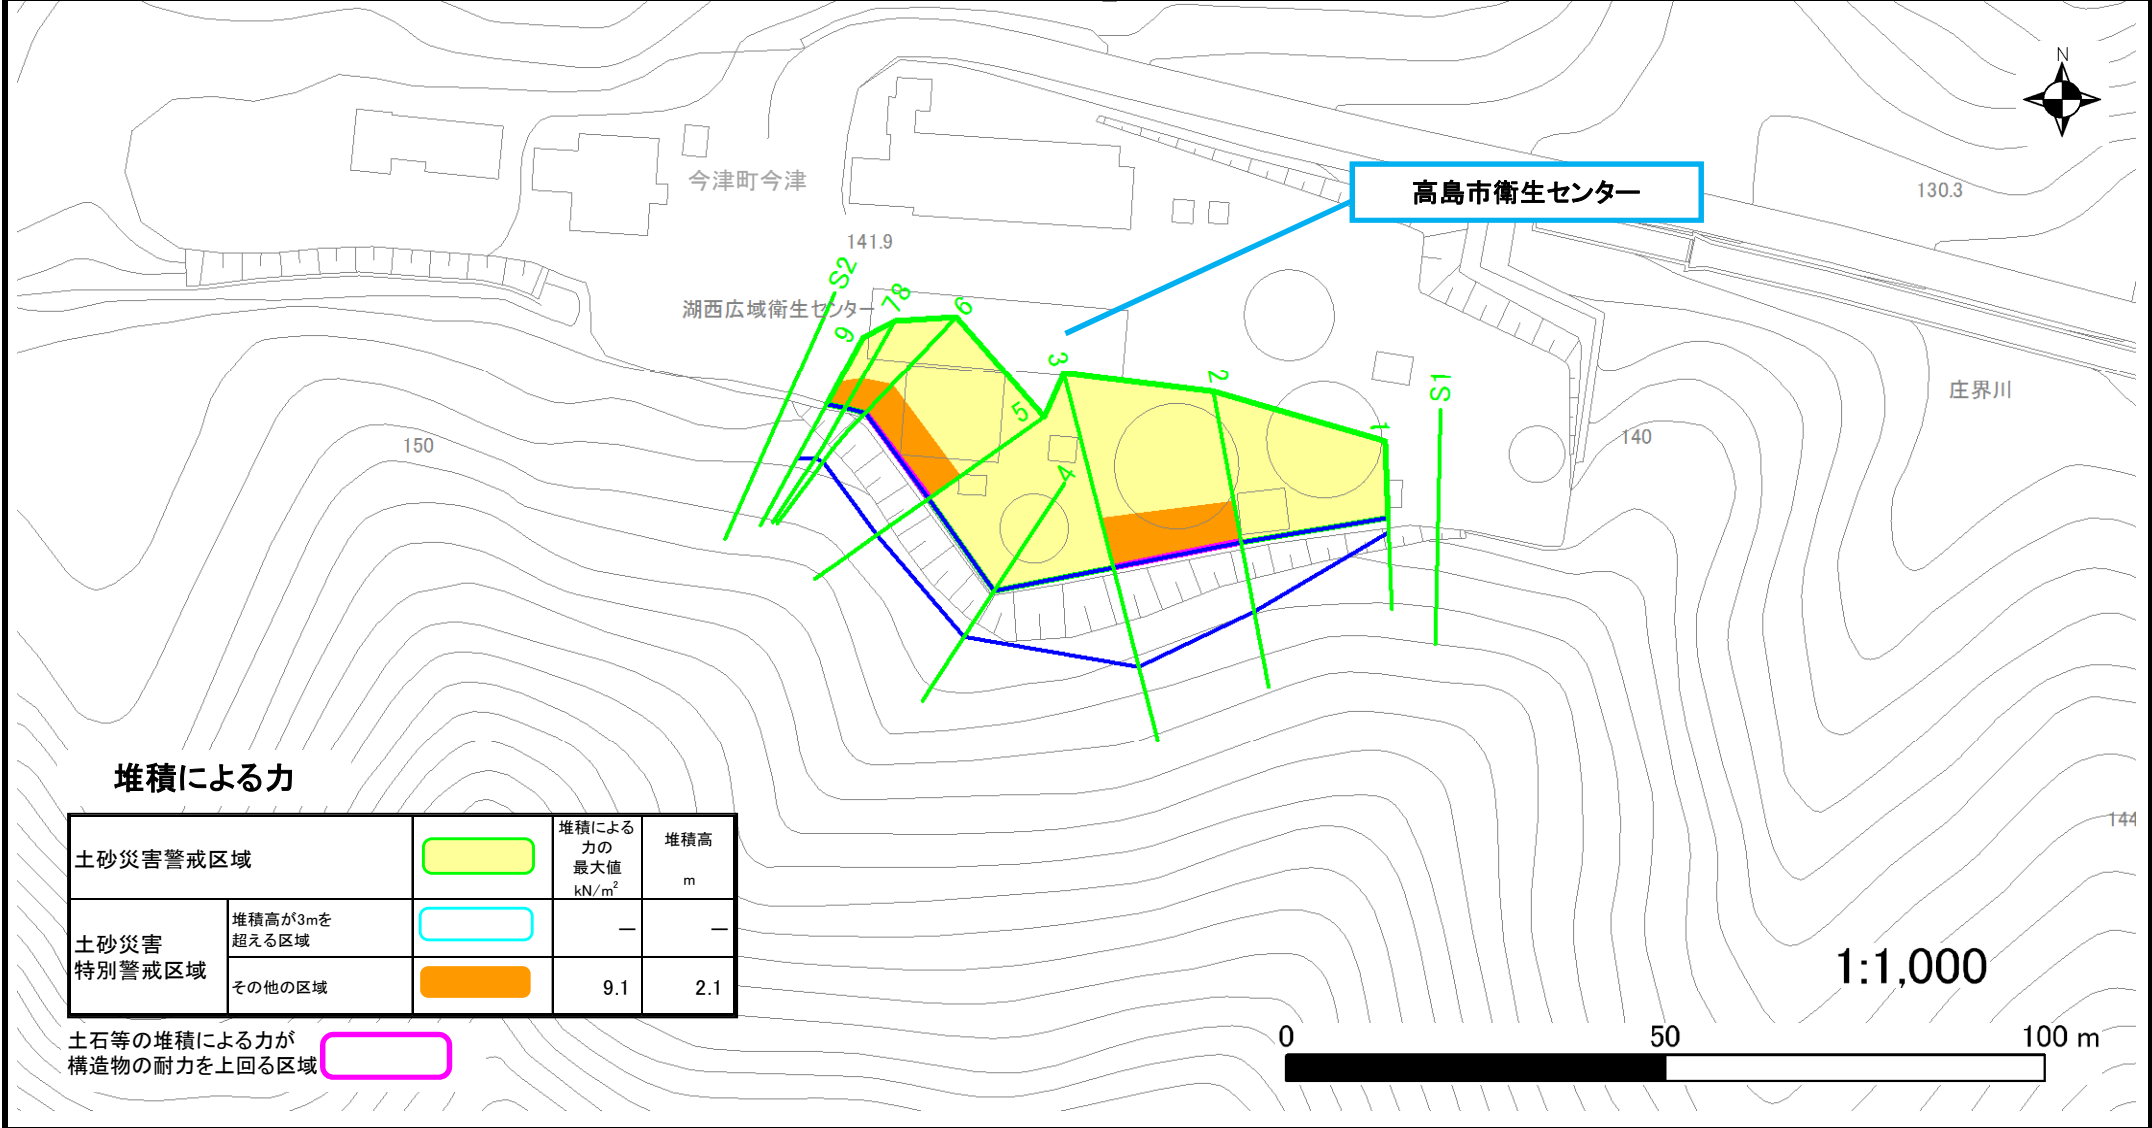 N
今津町今津
高島市衛生センター
130.3
141.9
S2
湖西広域衛生センター
7
8
6
9
3
2
S1
5
1
4
庄界川
150
140
144
堆積による力
土砂災害警戒区域
堆積による
力の
最大値
kN/m²
堆積高
m
土砂災害
特別警戒区域
堆積高が3mを
超える区域
―
―
その他の区域
9.1
2.1
土石等の堆積による力が
構造物の耐力を上回る区域
1:1,000
0
50
100 m